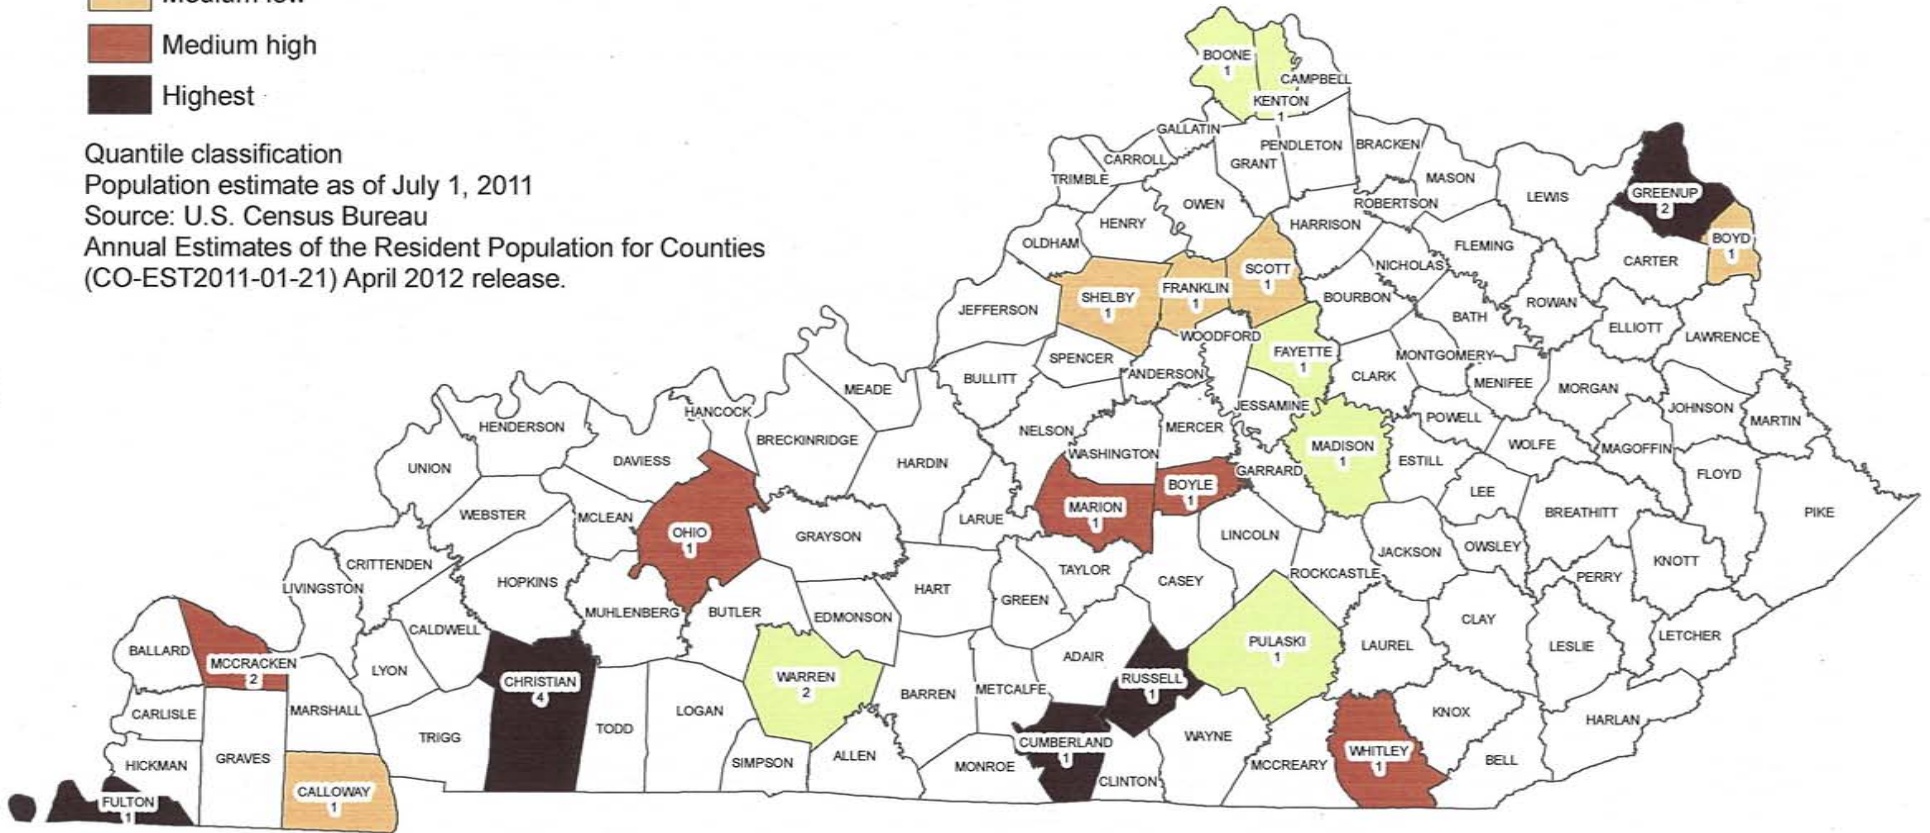 Medium low
Medium high
Highest
Quantile classification
Population estimate as of July 1, 2011
Source: U.S. Census Bureau
Annual Estimates of the Resident Population for Counties
(CO-EST2011-01-21) April 2012 release.
BOONE
1
CAMPBELL
KENTON
1
GALLATIN
CARROLL
TRIMBLE
GRANT
PENDLETON
BRACKEN
MASON
ROBERTSON
LEWIS
GREENUP
2
BOYD
1
OWEN
HENRY
OLDHAM
HARRISON
FLEMING
CARTER
NICHOLAS
SHELBY
1
FRANKLIN
1
SCOTT
1
JEFFERSON
BOURBON
BATH
ROWAN
ELLIOTT
LAWRENCE
WOODFORD
FAYETTE
1
SPENCER
ANDERSON
MONTGOMERY
CLARK
MENIFEE
MORGAN
BULLITT
MEADE
JESSAMINE
JOHNSON
MARTIN
HANCOCK
HENDERSON
BRECKINRIDGE
NELSON
MERCER
WASHINGTON
MADISON
1
POWELL
ESTILL
WOLFE
MAGOFFIN
FLOYD
UNION
DAVIESS
HARDIN
GARRARD
BOYLE
1
MARION
1
LEE
BREATHITT
PIKE
WEBSTER
MCLEAN
OHIO
1
GRAYSON
LARUE
LINCOLN
JACKSON
OWSLEY
KNOTT
CRITTENDEN
LIVINGSTON
HOPKINS
MUHLENBERG
BUTLER
EDMONSON
HART
GREEN
TAYLOR
CASEY
ROCKCASTLE
PERRY
CLAY
LESLIE
LETCHER
BALLARD
MCCRACKEN
2
LYON
CALDWELL
CHRISTIAN
4
WARREN
2
BARREN
METCALFE
ADAIR
RUSSELL
1
PULASKI
1
LAUREL
KNOX
HARLAN
CARLISLE
MARSHALL
TRIGG
TODD
LOGAN
HICKMAN
GRAVES
SIMPSON
ALLEN
MONROE
CUMBERLAND
1
CLINTON
WAYNE
MCCREARY
WHITLEY
1
BELL
FULTON
1
CALLOWAY
1